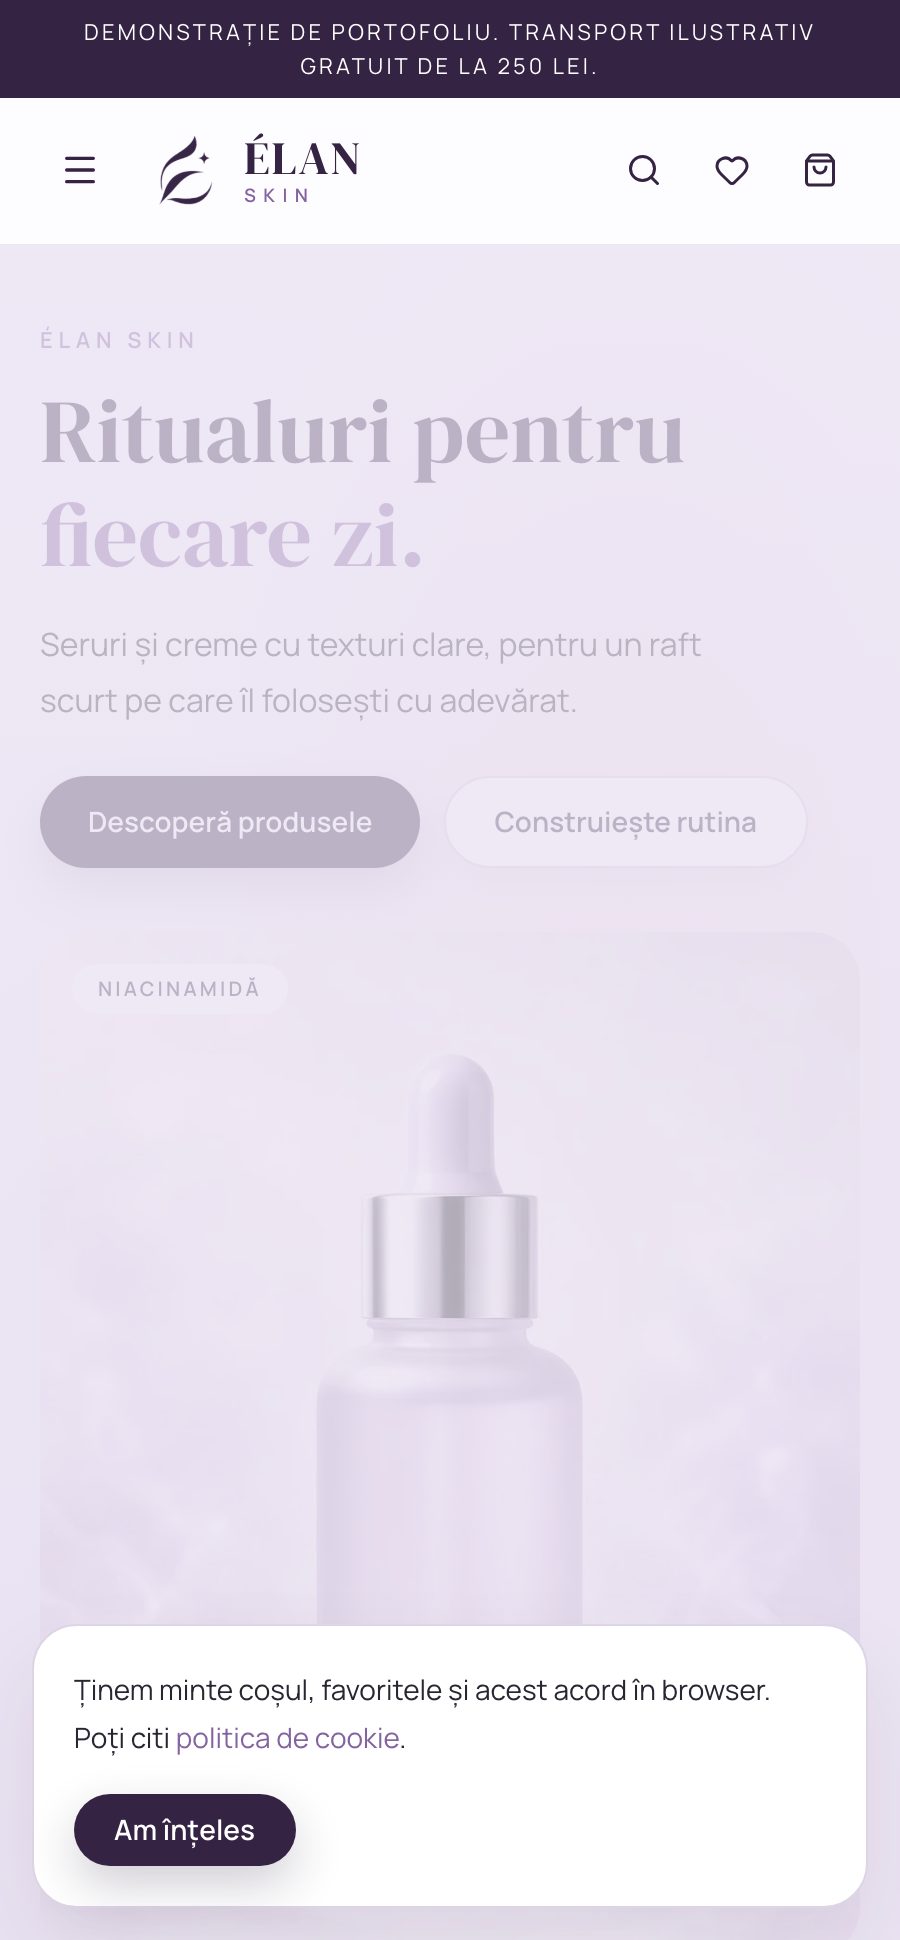 DEMONSTRAȚIE DE PORTOFOLIU. TRANSPORT ILUSTRATIV
GRATUIT DE LA 250 LEI.
ÉLAN
SKIN
ÉLAN SKIN
Ritualuri pentru
fiecare zi.
Seruri și creme cu texturi clare, pentru un raft
scurt pe care îl folosești cu adevărat.
Descoperă produsele
Construiește rutina
NIACINAMIDĂ
Ținem minte coșul, favoritele și acest acord în browser.
Poți citi politica de cookie.
Am înțeles